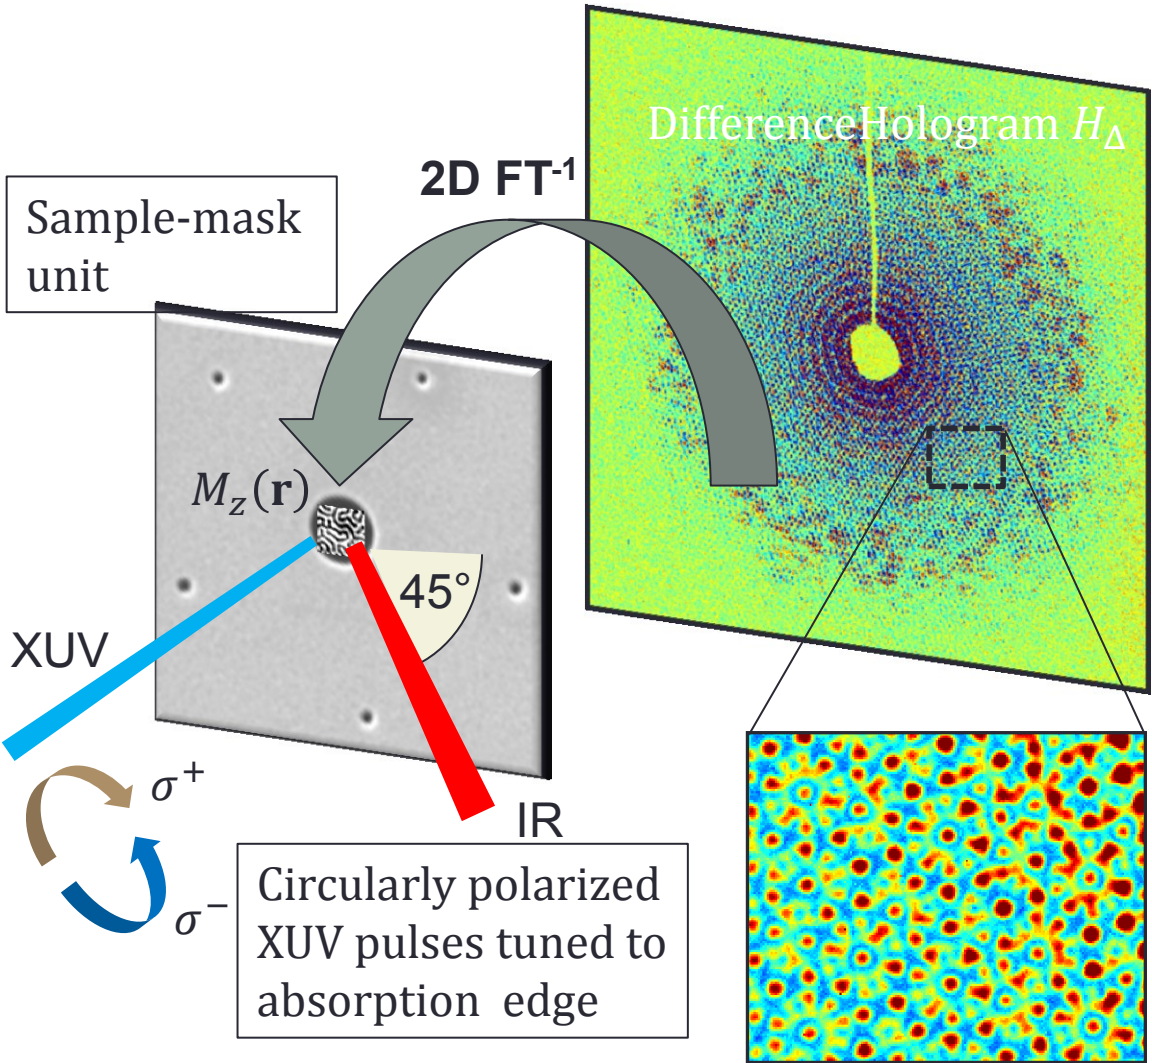 DifferenceHologram H_Δ
2D FT⁻¹
Sample-mask
unit
M_z(𝐫)
45°
XUV
σ⁺
σ⁻
IR
Circularly polarized
XUV pulses tuned to
absorption edge